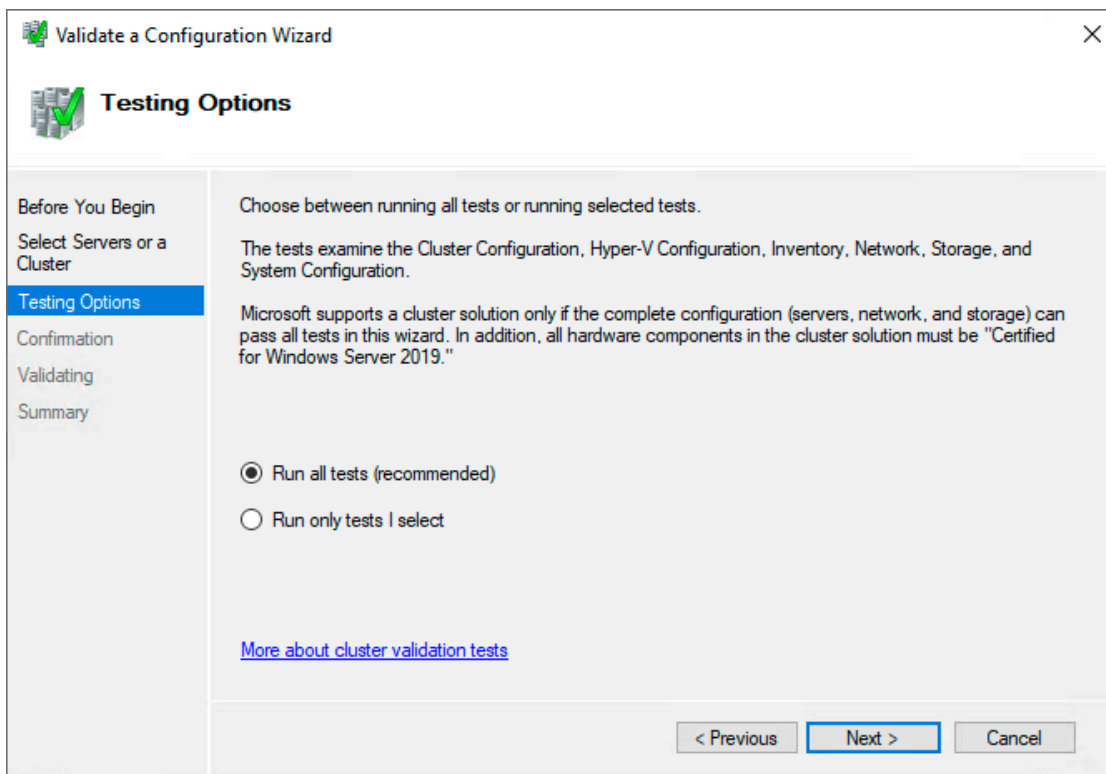 Validate a Configuration Wizard
Testing Options
Before You Begin
Select Servers or a
Cluster
Testing Options
Confirmation
Validating
Summary
Choose between running all tests or running selected tests.
The tests examine the Cluster Configuration, Hyper-V Configuration, Inventory, Network, Storage, and
System Configuration.
Microsoft supports a cluster solution only if the complete configuration (servers, network, and storage) can
pass all tests in this wizard. In addition, all hardware components in the cluster solution must be "Certified
for Windows Server 2019."
Run all tests (recommended)
Run only tests I select
More about cluster validation tests
< Previous
Next >
Cancel